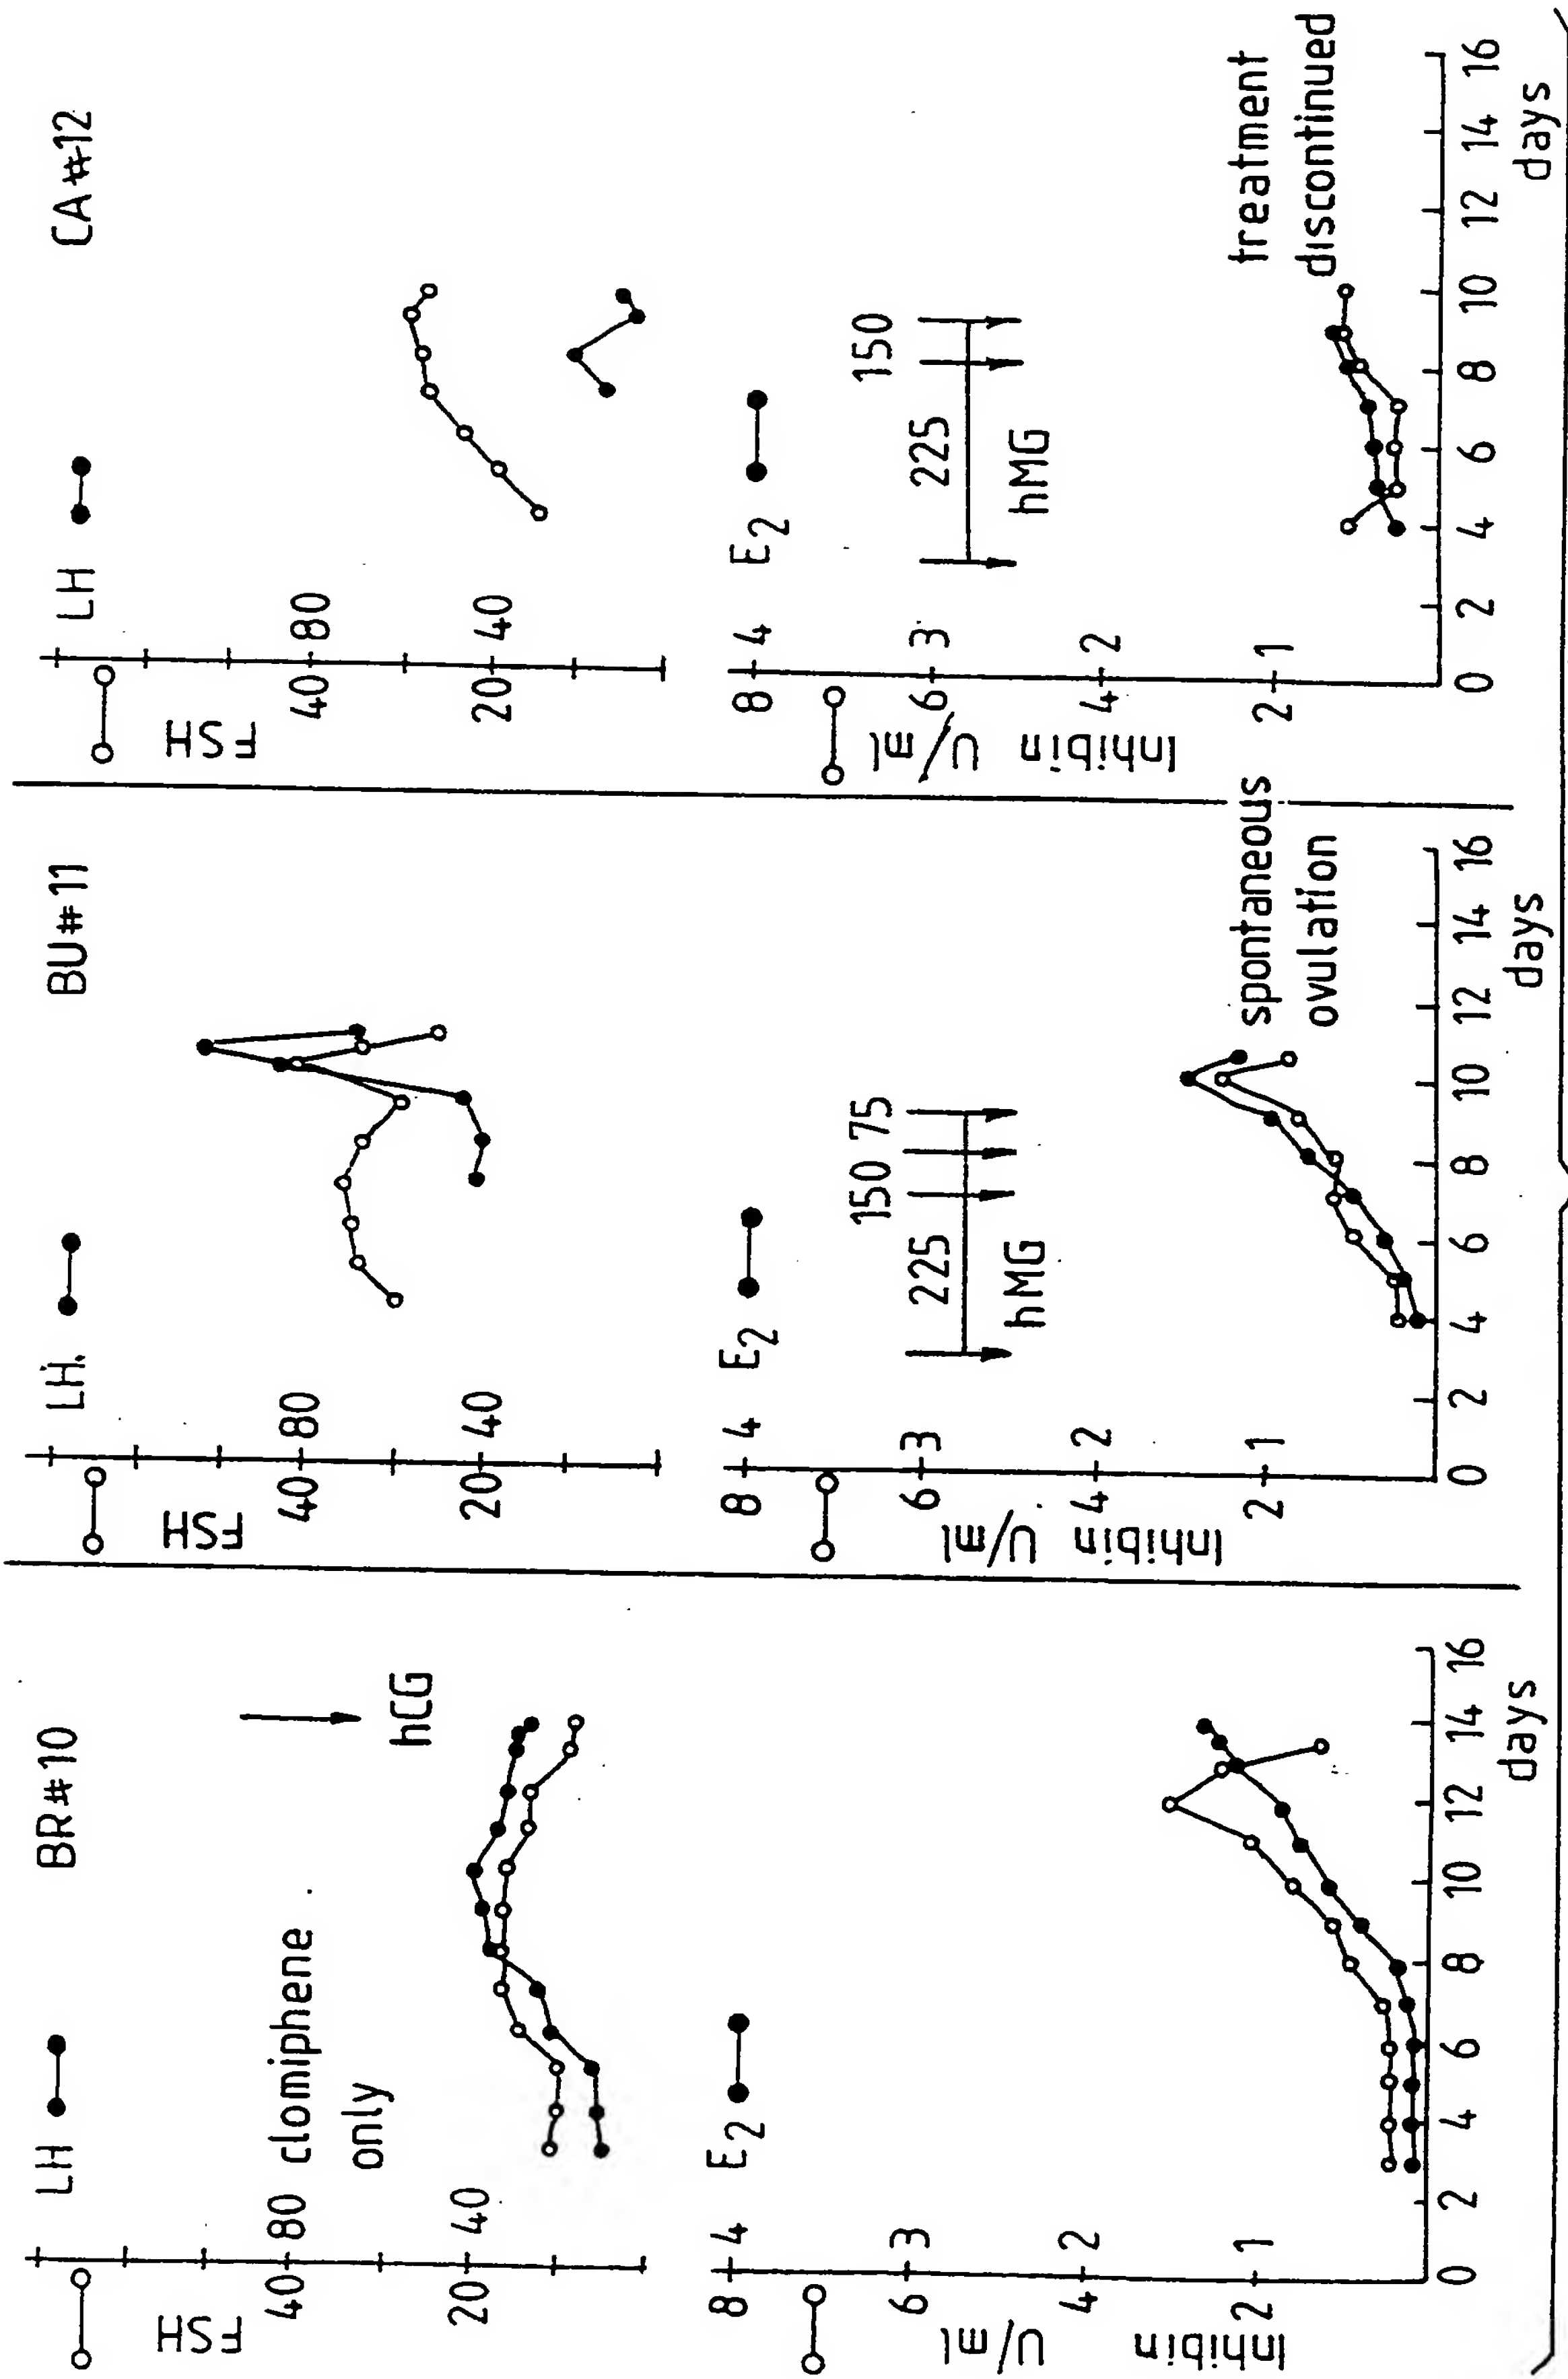 BR#10
LH
FSH
40
80
20
40
clomiphene
only
hCG
E2
8
4
6
3
4
2
2
1
Inhibin U/ml
0 2 4 6 8 10 12 14 16
days
BU#11
LH.
FSH
40
80
20
40
E2
8
4
6
3
4
2
2
1
Inhibin U/ml
225 150 75
hMG
spontaneous
ovulation
0 2 4 6 8 10 12 14 16
days
CA#12
LH
FSH
40
80
20
40
E2
8
4
6
3
4
2
2
1
Inhibin U/ml
225 150
hMG
treatment
discontinued
0 2 4 6 8 10 12 14 16
days